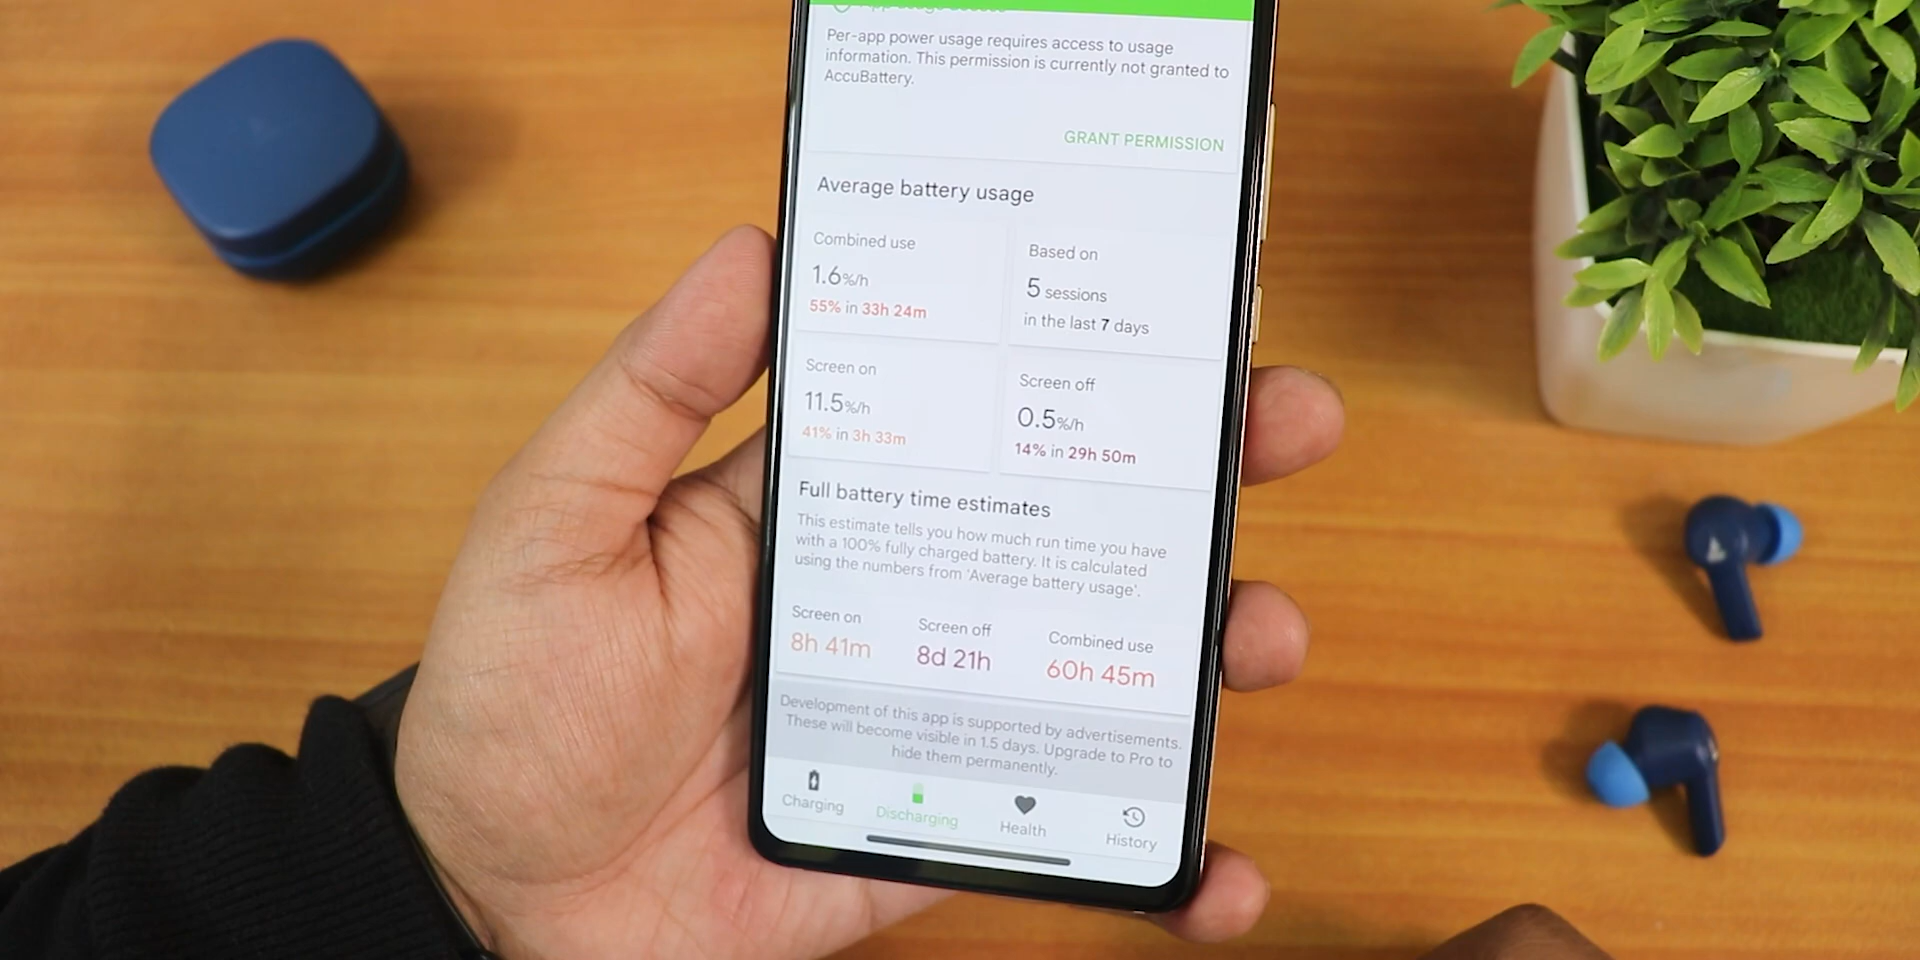 App usage access
Per-app power usage requires access to usage
information. This permission is currently not granted to
AccuBattery.
GRANT PERMISSION
Average battery usage
Combined use
1.6%/h
55% in 33h 24m
Based on
5 sessions
in the last 7 days
Screen on
11.5%/h
41% in 3h 33m
Screen off
0.5%/h
14% in 29h 50m
Full battery time estimates
This estimate tells you how much run time you have
with a 100% fully charged battery. It is calculated
using the numbers from 'Average battery usage'.
Screen on
8h 41m
Screen off
8d 21h
Combined use
60h 45m
Development of this app is supported by advertisements.
These will become visible in 1.5 days. Upgrade to Pro to
hide them permanently.
Charging
Discharging
Health
History